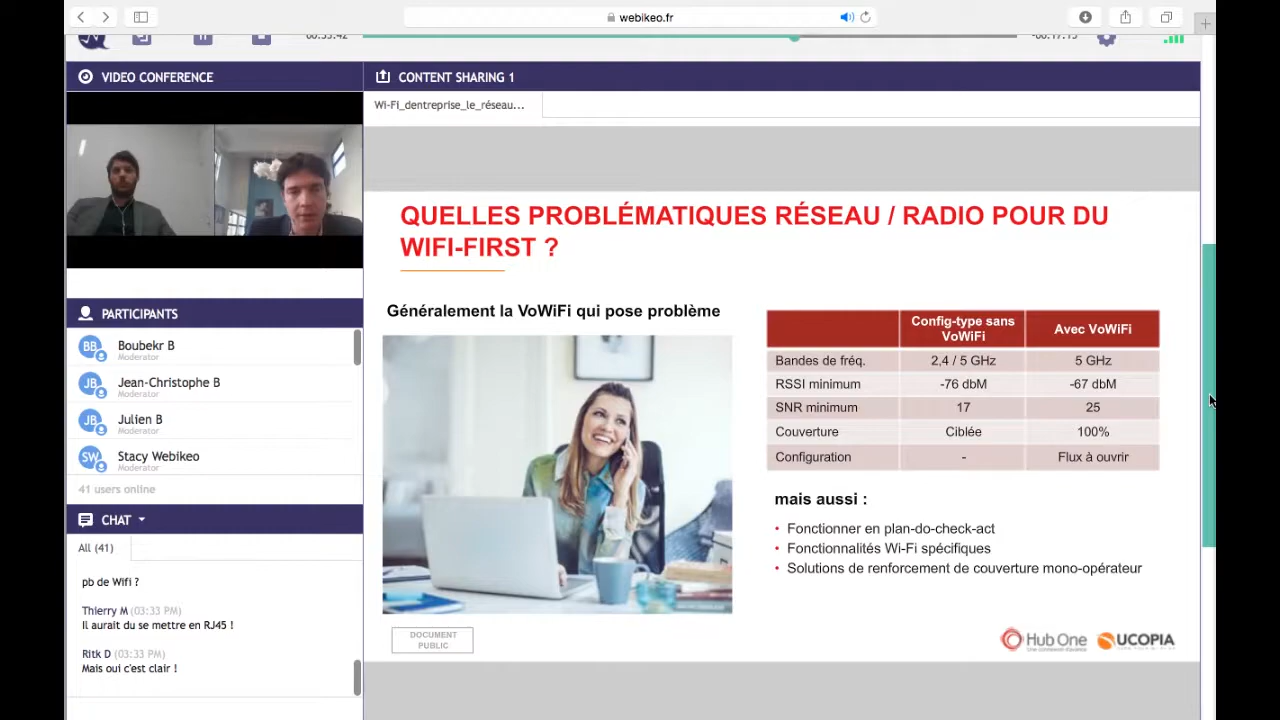 webikeo.fr
00:33:42
-00:17:15
VIDEO CONFERENCE
CONTENT SHARING 1
Wi-Fi_dentreprise_le_réseau...
QUELLES PROBLÉMATIQUES RÉSEAU / RADIO POUR DU
WIFI-FIRST ?
Généralement la VoWiFi qui pose problème
Config-type sans
VoWiFi
Avec VoWiFi
Bandes de fréq. 2,4 / 5 GHz 5 GHz
RSSI minimum -76 dbM -67 dbM
SNR minimum 17 25
Couverture Ciblée 100%
Configuration - Flux à ouvrir
mais aussi :
• Fonctionner en plan-do-check-act
• Fonctionnalités Wi-Fi spécifiques
• Solutions de renforcement de couverture mono-opérateur
DOCUMENT
PUBLIC
Hub One
UCOPIA
PARTICIPANTS
BB Boubekr B
Moderator
JB Jean-Christophe B
Moderator
JB Julien B
Moderator
SW Stacy Webikeo
Moderator
41 users online
CHAT
All (41)
pb de Wifi ?
Thierry M (03:33 PM)
Il aurait du se mettre en RJ45 !
Ritk D (03:33 PM)
Mais oui c'est clair !